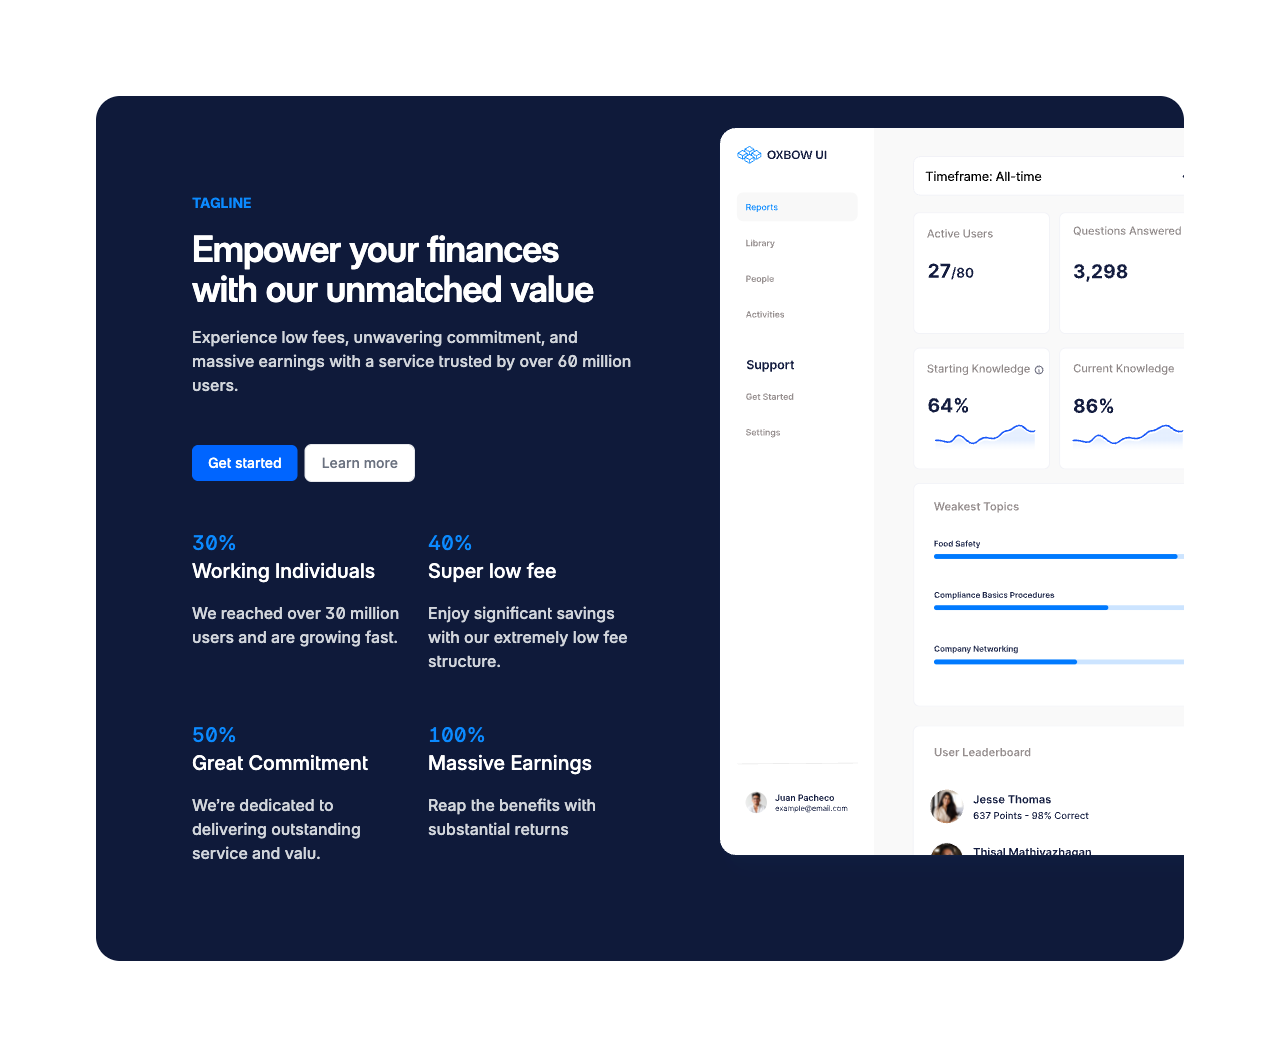 TAGLINE
Empower your finances
with our unmatched value
Experience low fees, unwavering commitment, and
massive earnings with a service trusted by over 60 million
users.
Get started
Learn more
30%
Working Individuals
We reached over 30 million
users and are growing fast.
40%
Super low fee
Enjoy significant savings
with our extremely low fee
structure.
50%
Great Commitment
We're dedicated to
delivering outstanding
service and valu.
100%
Massive Earnings
Reap the benefits with
substantial returns
OXBOW UI
Reports
Library
People
Activities
Support
Get Started
Settings
Juan Pacheco
example@email.com
Timeframe: All-time
Active Users
27/80
Questions Answered
3,298
Starting Knowledge
64%
Current Knowledge
86%
Weakest Topics
Food Safety
Compliance Basics Procedures
Company Networking
User Leaderboard
Jesse Thomas
637 Points - 98% Correct
Thisal Mathiyazhagan